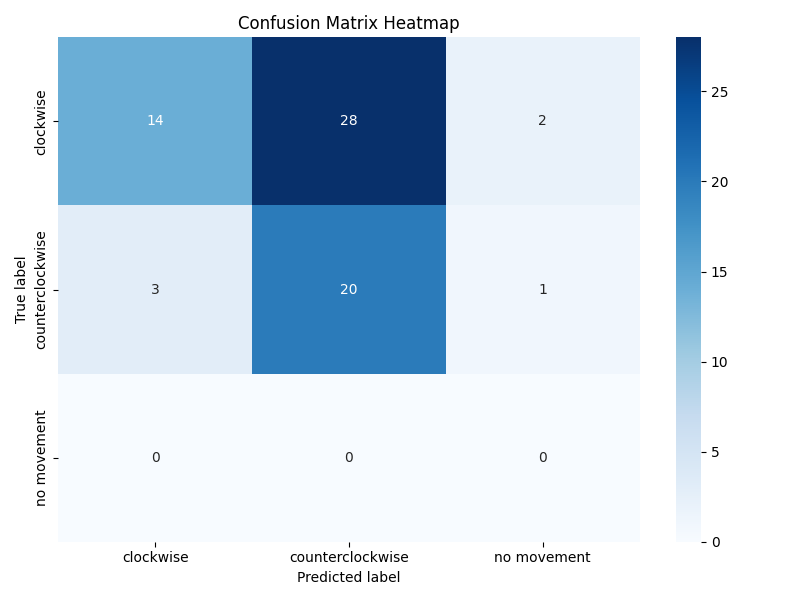 Confusion Matrix Heatmap
True label
clockwise
14 28 2
counterclockwise
3 20 1
no movement
0 0 0
clockwise counterclockwise no movement
Predicted label
25
20
15
10
5
0